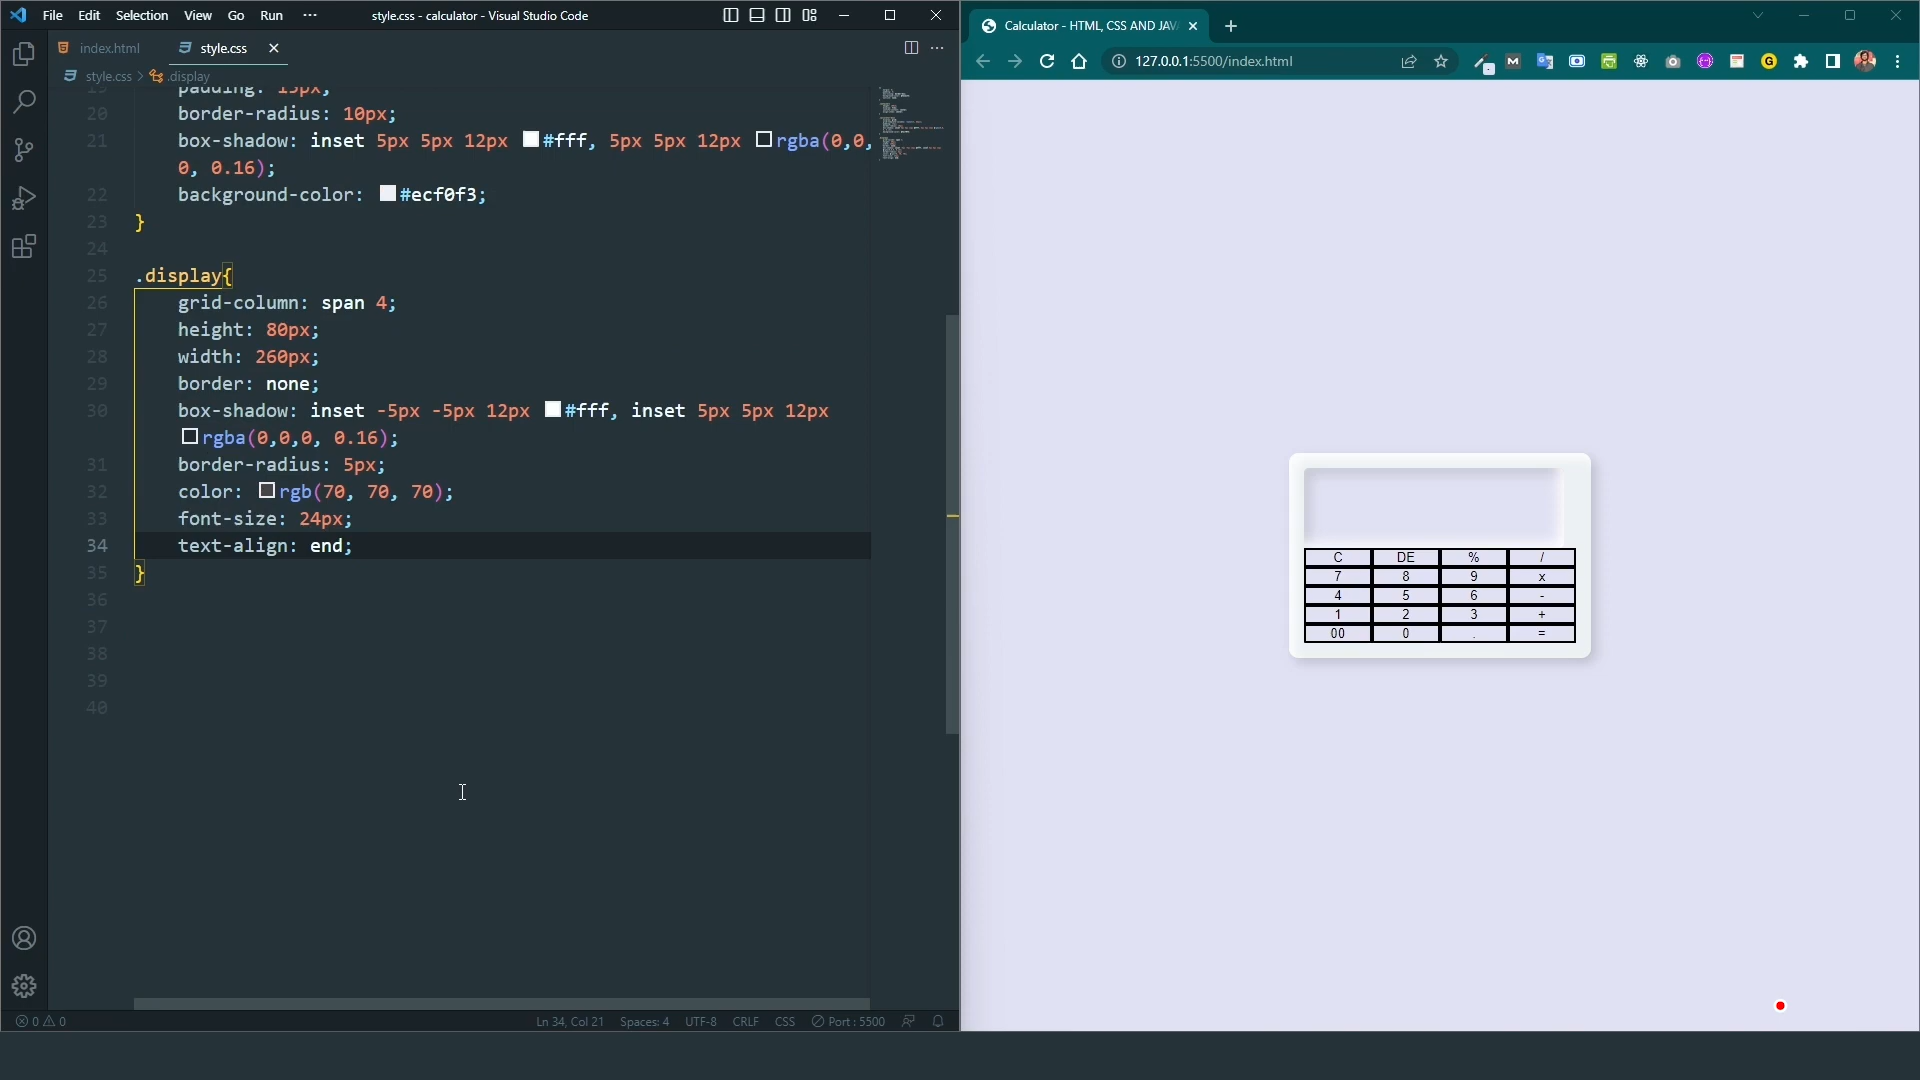 File Edit Selection View Go Run ··· style.css - calculator - Visual Studio Code
index.html style.css
style.css > .display
19 padding: 15px;
20 border-radius: 10px;
21 box-shadow: inset 5px 5px 12px #fff, 5px 5px 12px rgba(0,0,
0, 0.16);
22 background-color: #ecf0f3;
23 }
24
25 .display{
26 grid-column: span 4;
27 height: 80px;
28 width: 260px;
29 border: none;
30 box-shadow: inset -5px -5px 12px #fff, inset 5px 5px 12px
rgba(0,0,0, 0.16);
31 border-radius: 5px;
32 color: rgb(70, 70, 70);
33 font-size: 24px;
34 text-align: end;
35 }
36
37
38
39
40
0 0 Ln 34, Col 21 Spaces: 4 UTF-8 CRLF CSS Port : 5500
Calculator - HTML, CSS AND JAV
127.0.0.1:5500/index.html
C DE % /
7 8 9 x
4 5 6 -
1 2 3 +
00 0 . =